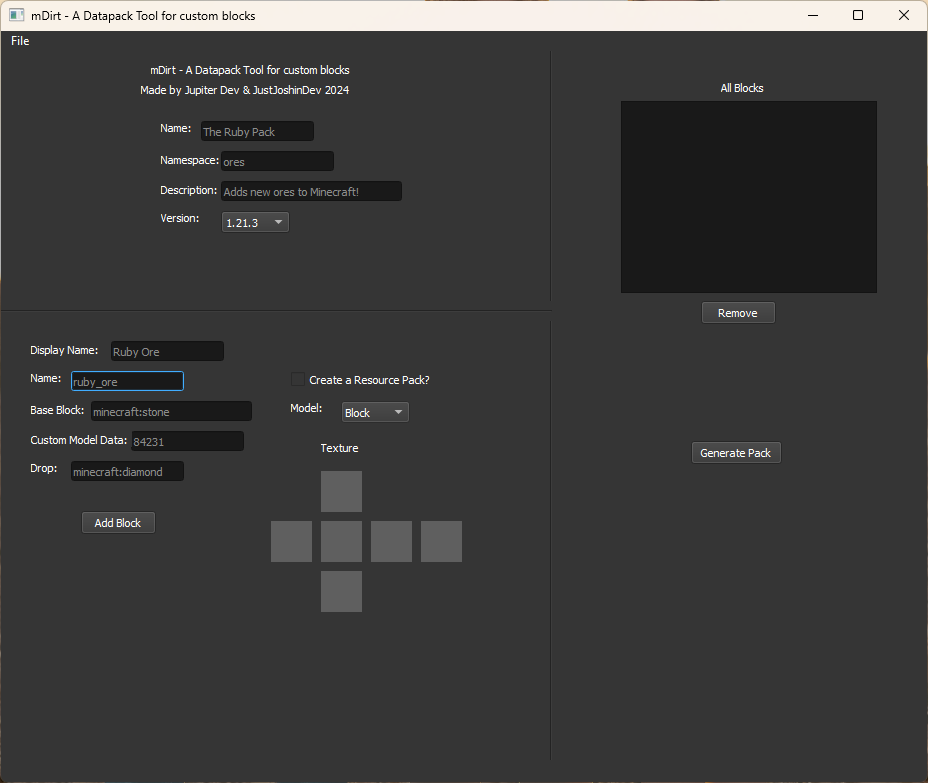 mDirt - A Datapack Tool for custom blocks
File
mDirt - A Datapack Tool for custom blocks
Made by Jupiter Dev & JustJoshinDev 2024
Name: The Ruby Pack
Namespace: ores
Description: Adds new ores to Minecraft!
Version: 1.21.3
All Blocks
Remove
Display Name: Ruby Ore
Name: ruby_ore
Base Block: minecraft:stone
Custom Model Data: 84231
Drop: minecraft:diamond
Add Block
Create a Resource Pack?
Model: Block
Texture
Generate Pack